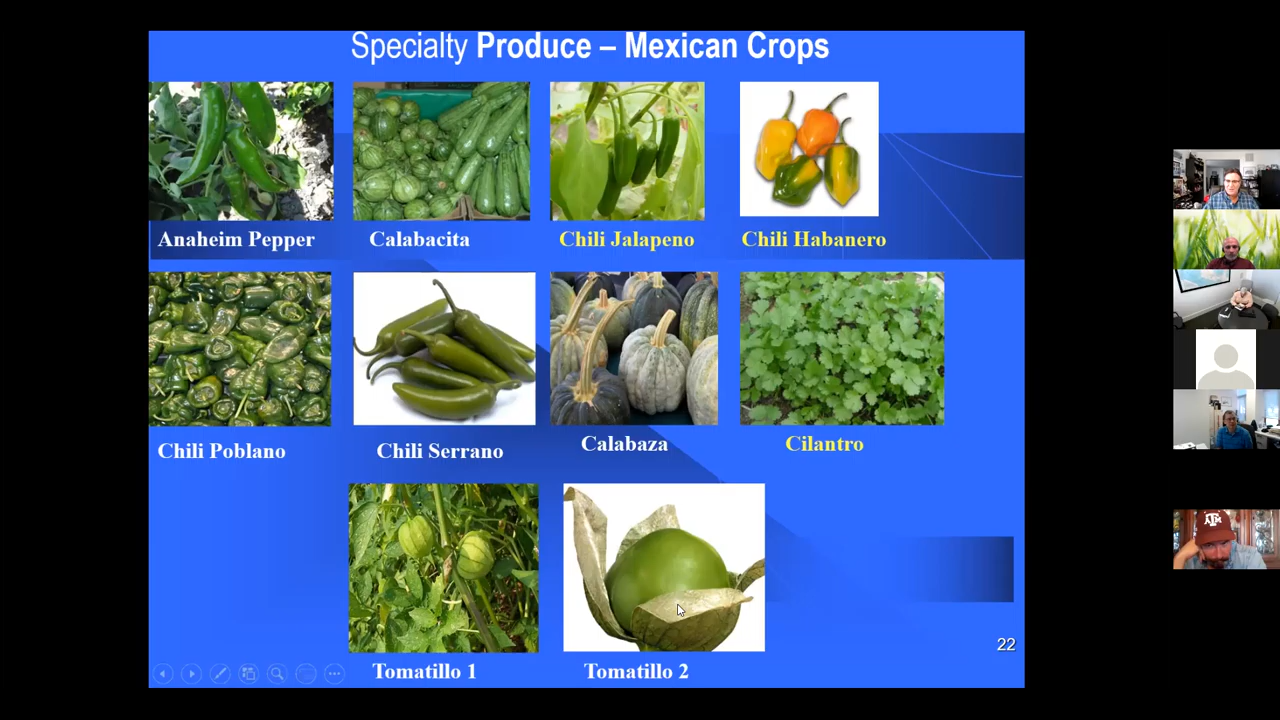 Specialty Produce – Mexican Crops
Anaheim Pepper
Calabacita
Chili Jalapeno
Chili Habanero
Chili Poblano
Chili Serrano
Calabaza
Cilantro
Tomatillo 1
Tomatillo 2
22
ATM